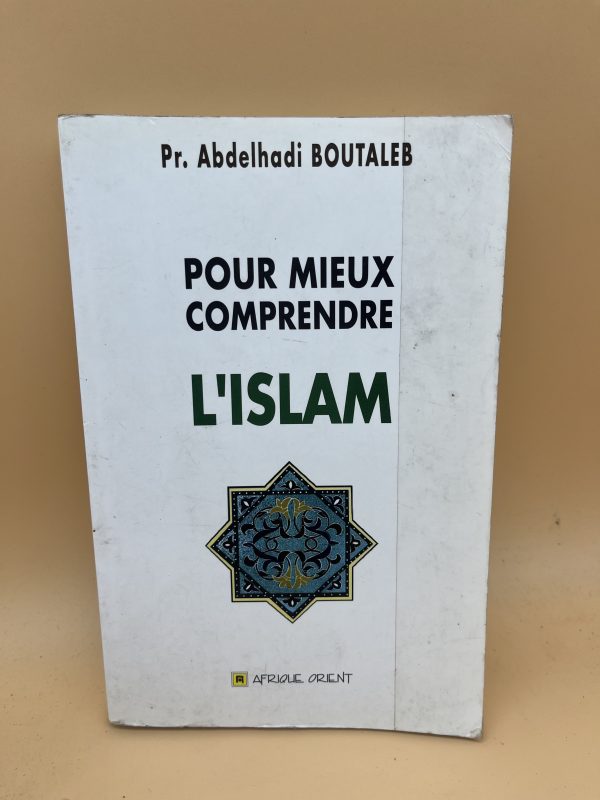 Pr. Abdelhadi BOUTALEB
POUR MIEUX
COMPRENDRE
L'ISLAM
AFRIQUE ORIENT